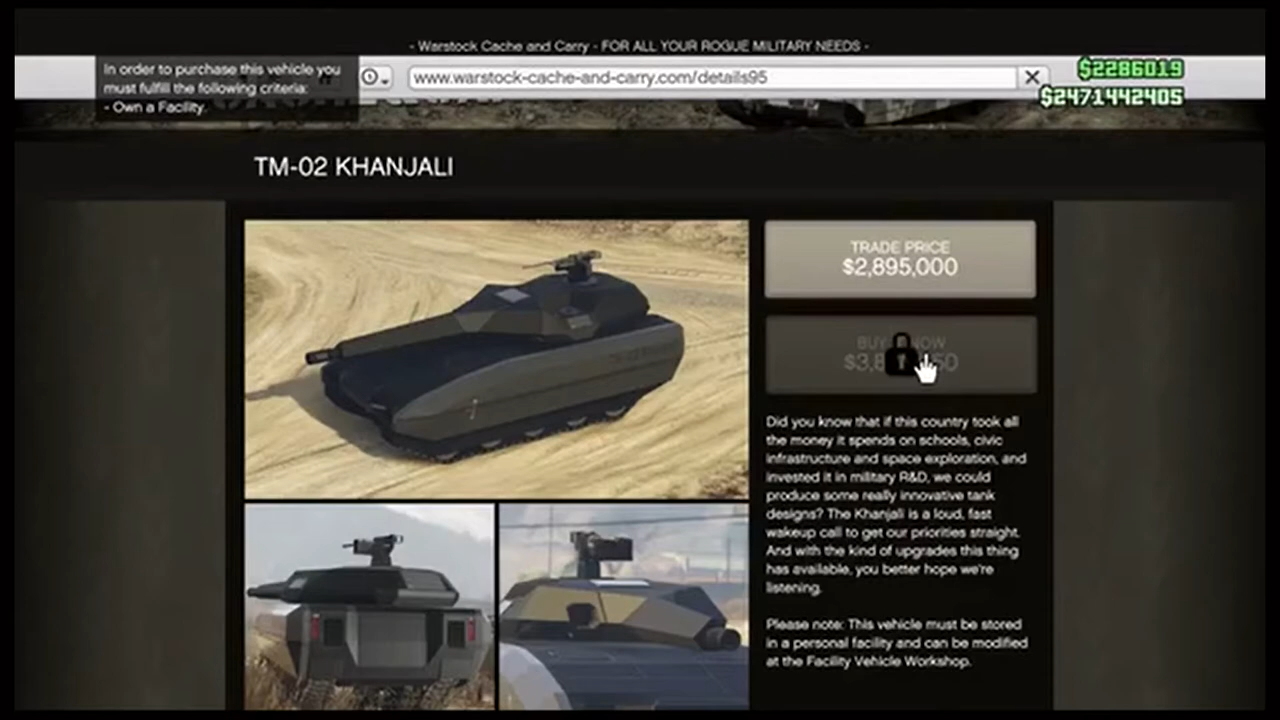 - Warstock Cache and Carry - FOR ALL YOUR ROGUE MILITARY NEEDS -
In order to purchase this vehicle you
must fulfill the following criteria:
- Own a Facility.
www.warstock-cache-and-carry.com/details95
$2286019
$2471442405
TM-02 KHANJALI
TRADE PRICE
$2,895,000
NOW
Did you know that if this country took all
the money it spends on schools, civic
infrastructure and space exploration, and
invested it in military R&D, we could
produce some really innovative tank
designs? The Khanjali is a loud, fast
wakeup call to get our priorities straight.
And with the kind of upgrades this thing
has available, you better hope we're
listening.
Please note: This vehicle must be stored
in a personal facility and can be modified
at the Facility Vehicle Workshop.